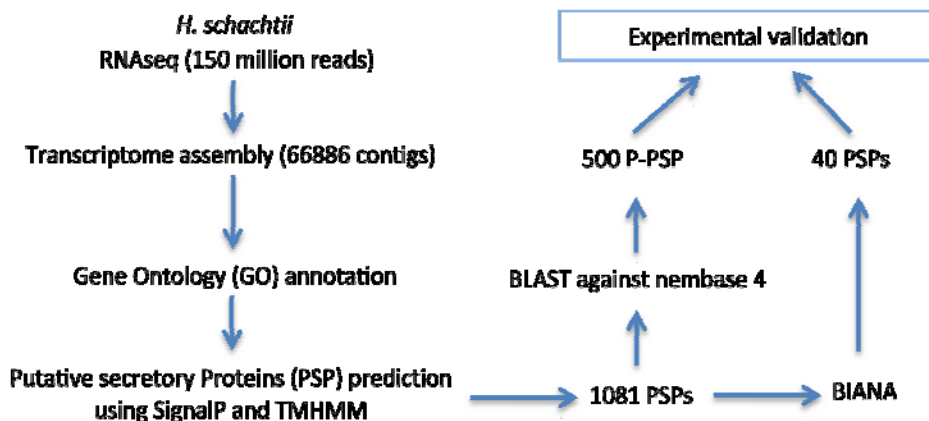 H. schachtii
RNAseq (150 million reads)
Transcriptome assembly (66886 contigs)
Gene Ontology (GO) annotation
Putative secretory Proteins (PSP) prediction
using SignalP and TMHMM
1081 PSPs
BLAST against nembase 4
500 P-PSP
BIANA
40 PSPs
Experimental validation